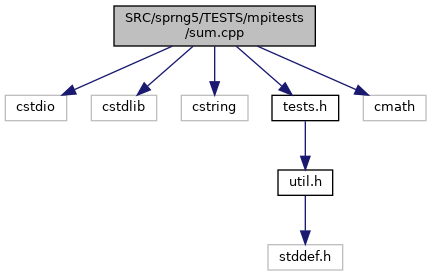 SRC/sprng5/TESTS/mpitests
/sum.cpp
cstdio
cstdlib
cstring
tests.h
cmath
util.h
stddef.h